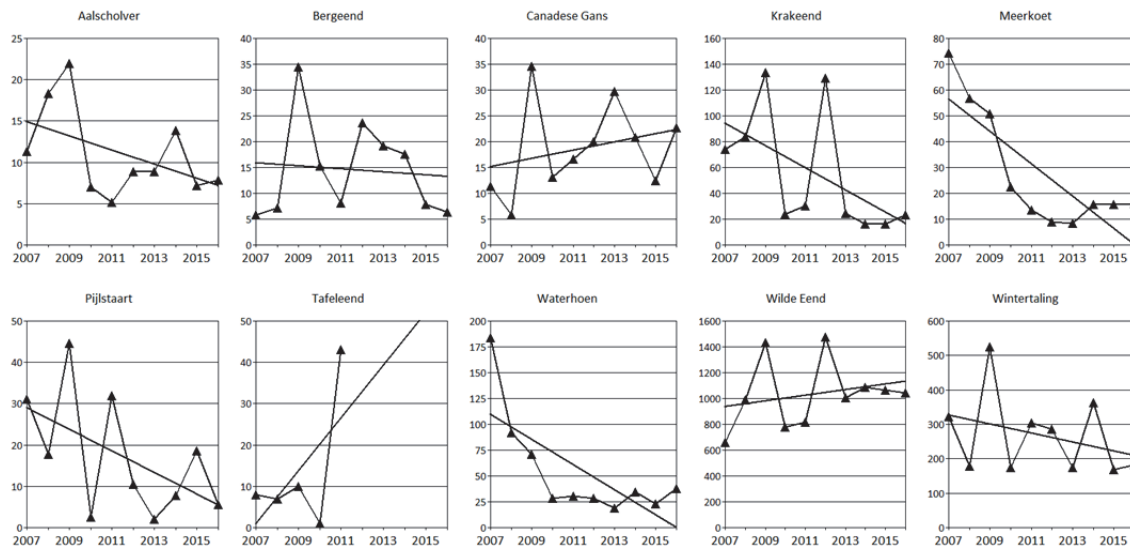 Aalscholver Bergeend Canadese Gans Krakeend Meerkoet
25 40 40 160 80
35 35 140 70
20 30 30 120 60
15 25 25 100 50
20 20 80 40
10 15 15 60 30
10 10 40 20
5 5 5 20 10
0 0 0 0 0
2007 2009 2011 2013 2015 2007 2009 2011 2013 2015 2007 2009 2011 2013 2015 2007 2009 2011 2013 2015 2007 2009 2011 2013 2015
Pijlstaart Tafeleend Waterhoen Wilde Eend Wintertaling
50 50 200 1600 600
175 1400
40 40 150 1200 500
30 30 125 1000 400
100 800 300
20 20 75 600
10 10 50 400 200
25 200 100
0 0 0 0 0
2007 2009 2011 2013 2015 2007 2009 2011 2013 2015 2007 2009 2011 2013 2015 2007 2009 2011 2013 2015 2007 2009 2011 2013 2015